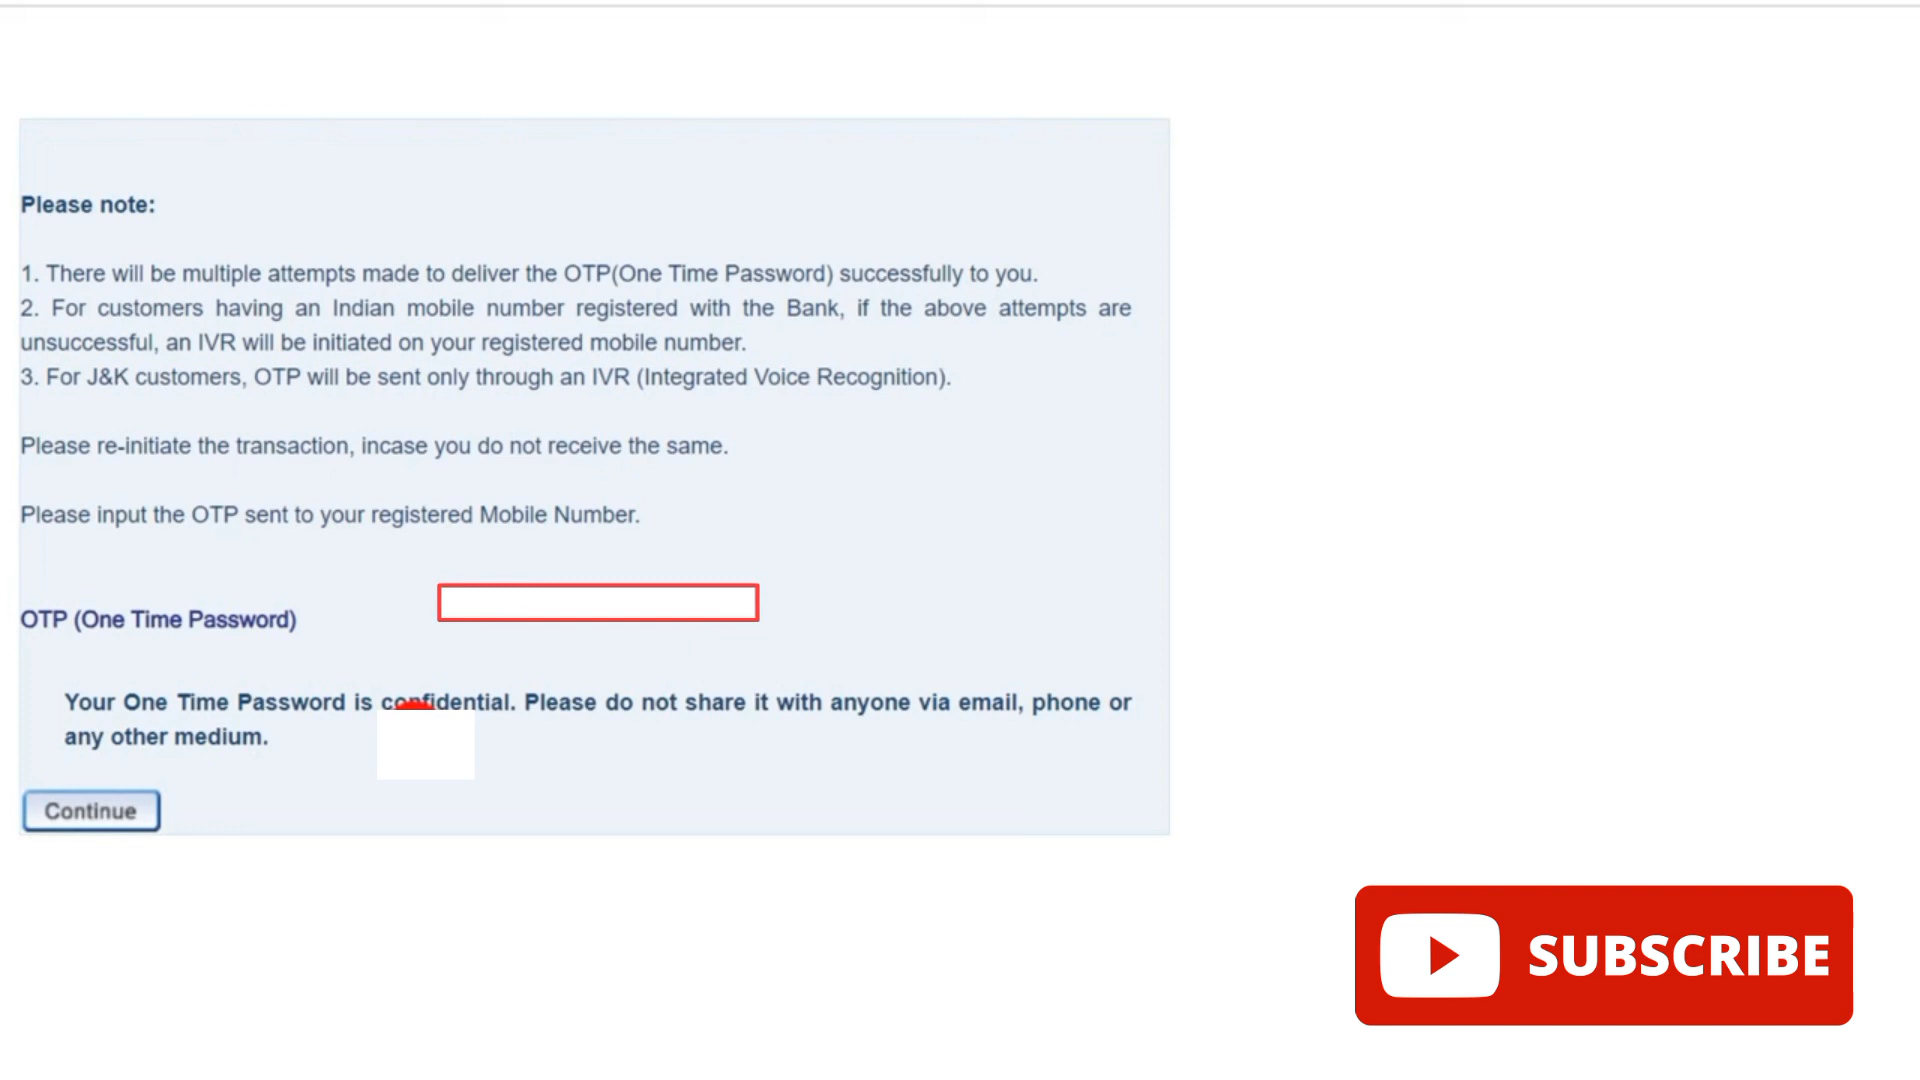 Please note:
1. There will be multiple attempts made to deliver the OTP(One Time Password) successfully to you.
2. For customers having an Indian mobile number registered with the Bank, if the above attempts are
unsuccessful, an IVR will be initiated on your registered mobile number.
3. For J&K customers, OTP will be sent only through an IVR (Integrated Voice Recognition).
Please re-initiate the transaction, incase you do not receive the same.
Please input the OTP sent to your registered Mobile Number.
OTP (One Time Password)
Your One Time Password is confidential. Please do not share it with anyone via email, phone or
any other medium.
Continue
SUBSCRIBE